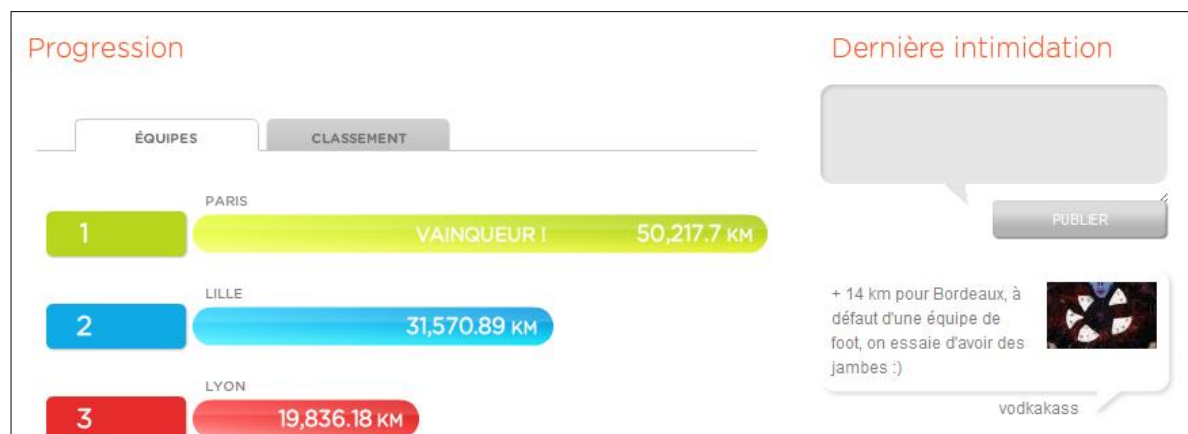 Progression
ÉQUIPES
CLASSEMENT
PARIS
1
VAINQUEUR !
50,217.7 KM
LILLE
2
31,570.89 KM
LYON
3
19,836.18 KM
Dernière intimidation
PUBLIER
+ 14 km pour Bordeaux, à
défaut d'une équipe de
foot, on essaie d'avoir des
jambes :)
vodkakass